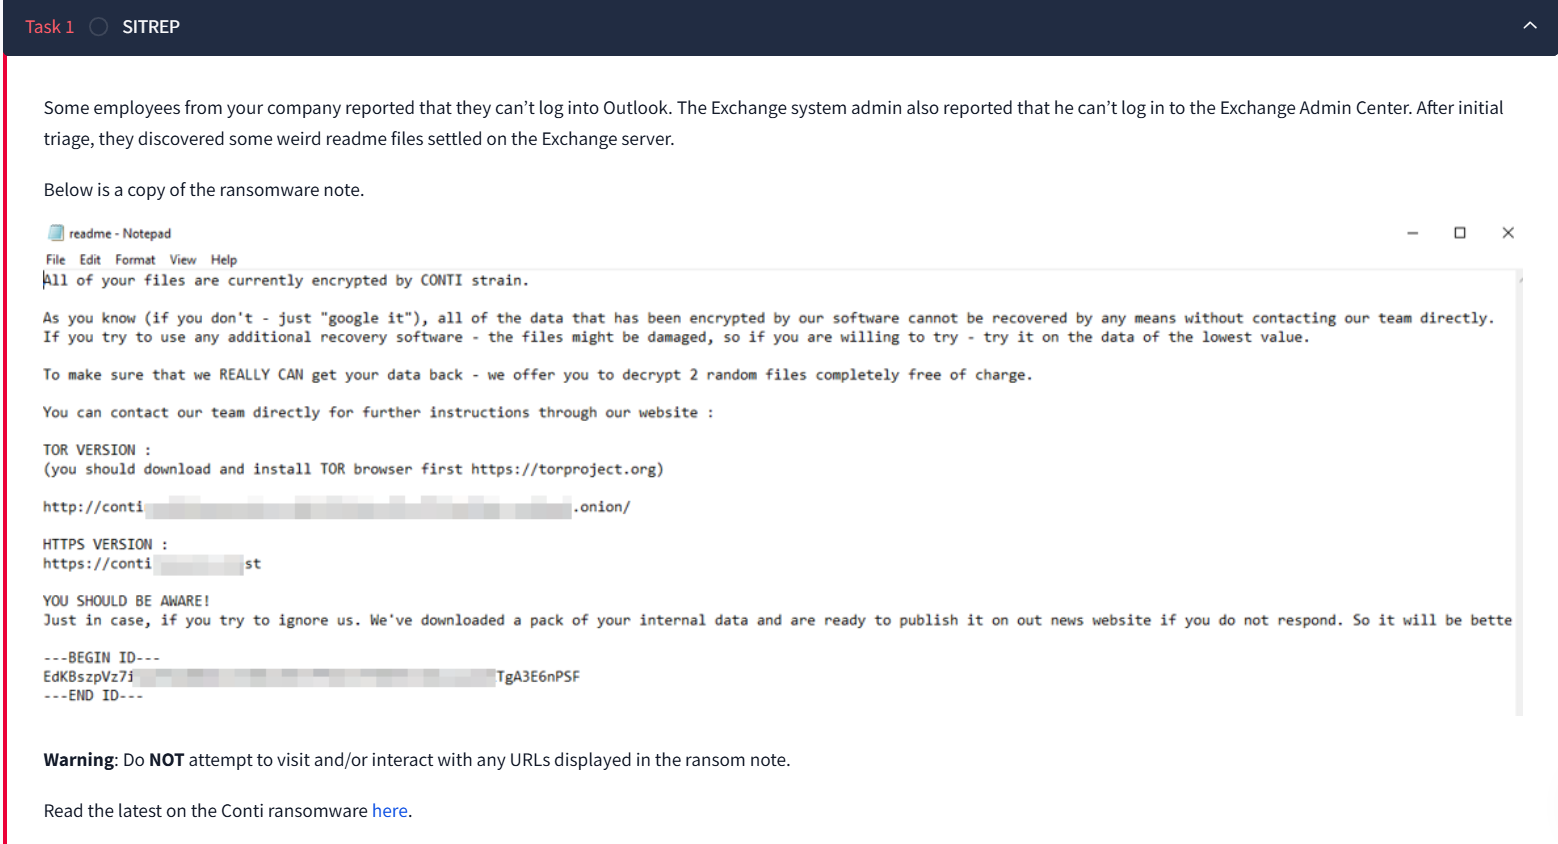 Task 1 SITREP
Some employees from your company reported that they can’t log into Outlook. The Exchange system admin also reported that he can’t log in to the Exchange Admin Center. After initial
triage, they discovered some weird readme files settled on the Exchange server.
Below is a copy of the ransomware note.
readme - Notepad
File Edit Format View Help
All of your files are currently encrypted by CONTI strain.
As you know (if you don't - just "google it"), all of the data that has been encrypted by our software cannot be recovered by any means without contacting our team directly.
If you try to use any additional recovery software - the files might be damaged, so if you are willing to try - try it on the data of the lowest value.
To make sure that we REALLY CAN get your data back - we offer you to decrypt 2 random files completely free of charge.
You can contact our team directly for further instructions through our website :
TOR VERSION :
(you should download and install TOR browser first https://torproject.org)
http://conti .onion/
HTTPS VERSION :
https://conti st
YOU SHOULD BE AWARE!
Just in case, if you try to ignore us. We've downloaded a pack of your internal data and are ready to publish it on out news website if you do not respond. So it will be bette
---BEGIN ID---
EdKBszpVz7i TgA3E6nPSF
---END ID---
Warning: Do NOT attempt to visit and/or interact with any URLs displayed in the ransom note.
Read the latest on the Conti ransomware here.